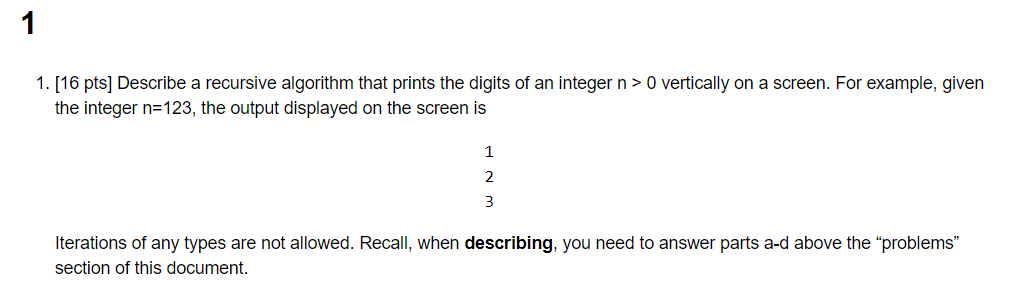 1
1. [16 pts] Describe a recursive algorithm that prints the digits of an integer n > 0 vertically on a screen. For example, given
the integer n=123, the output displayed on the screen is
1
2
3
Iterations of any types are not allowed. Recall, when describing, you need to answer parts a-d above the “problems”
section of this document.